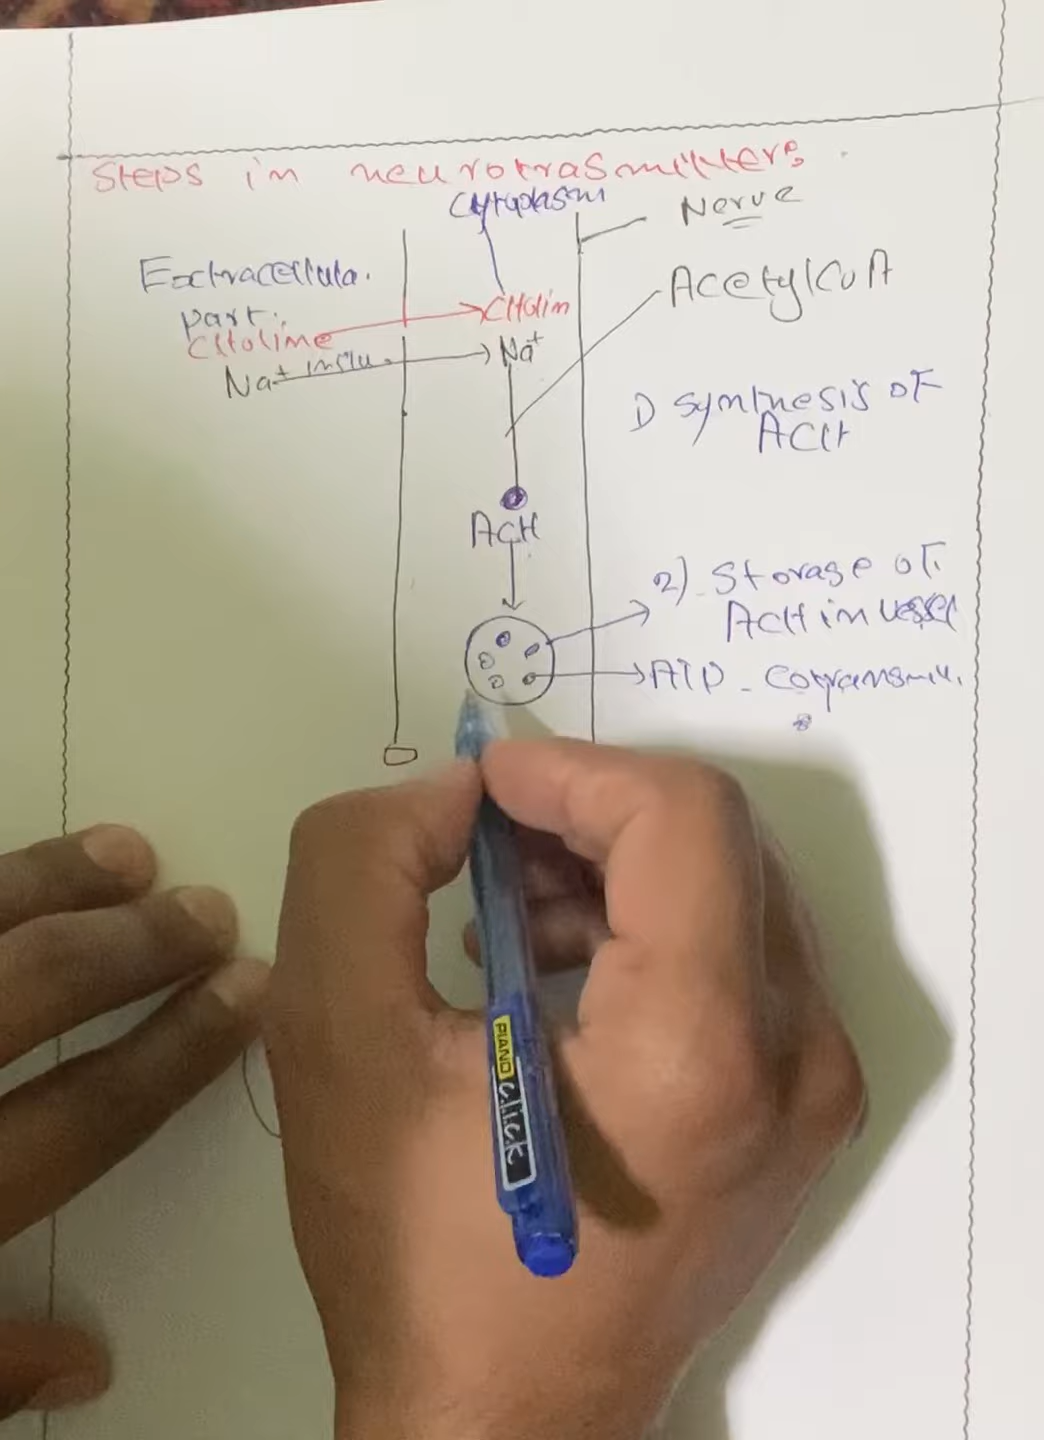 Steps in neurotrasmitters.
Cytoplasm
Nerve
Extracellula.
part.
Choline
Cholin
AcetylCoA
Na+ influ.
Na+
1) Synthesis of
ACH
ACH
2) Storage of
ACH in vessel
ATP - cotransmit.
PIANO
click